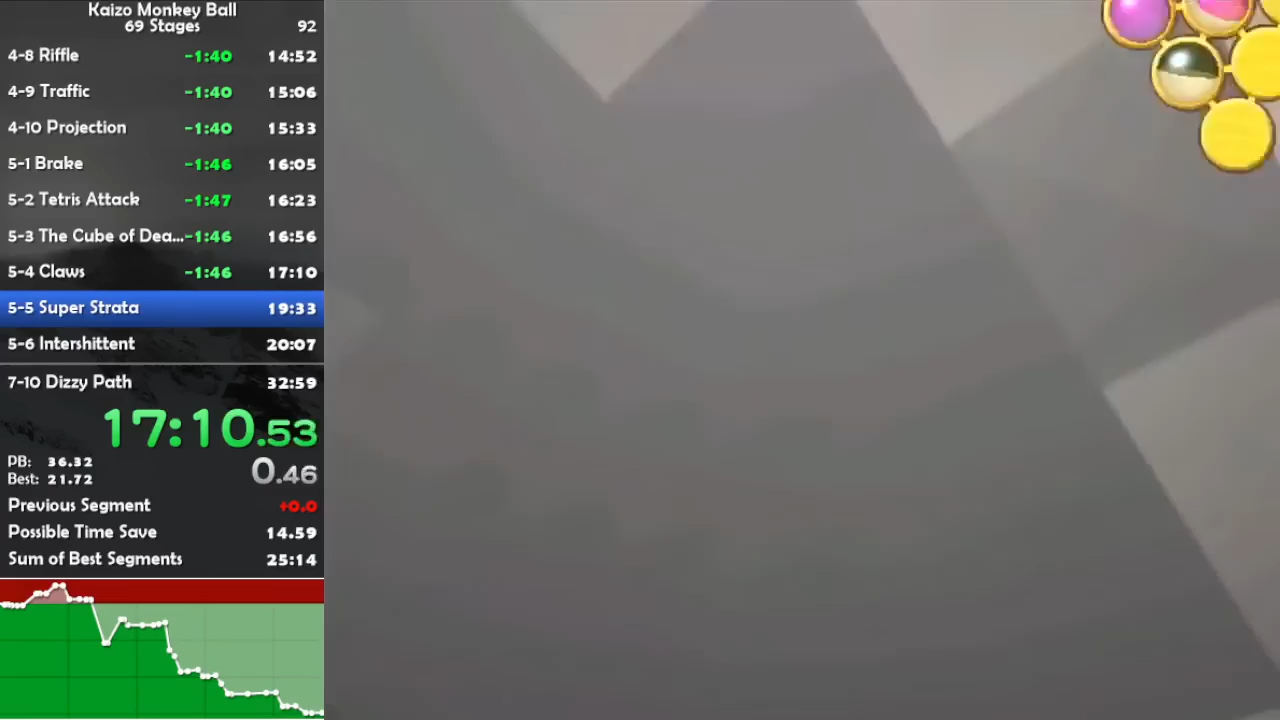 Kaizo Monkey Ball
69 Stages 92
4-8 Riffle -1:40 14:52
4-9 Traffic -1:40 15:06
4-10 Projection -1:40 15:33
5-1 Brake -1:46 16:05
5-2 Tetris Attack -1:47 16:23
5-3 The Cube of Dea... -1:46 16:56
5-4 Claws -1:46 17:10
5-5 Super Strata 19:33
5-6 Intershittent 20:07
7-10 Dizzy Path 32:59
17:10.53
PB: 36.32 0.46
Best: 21.72
Previous Segment +0.0
Possible Time Save 14.59
Sum of Best Segments 25:14